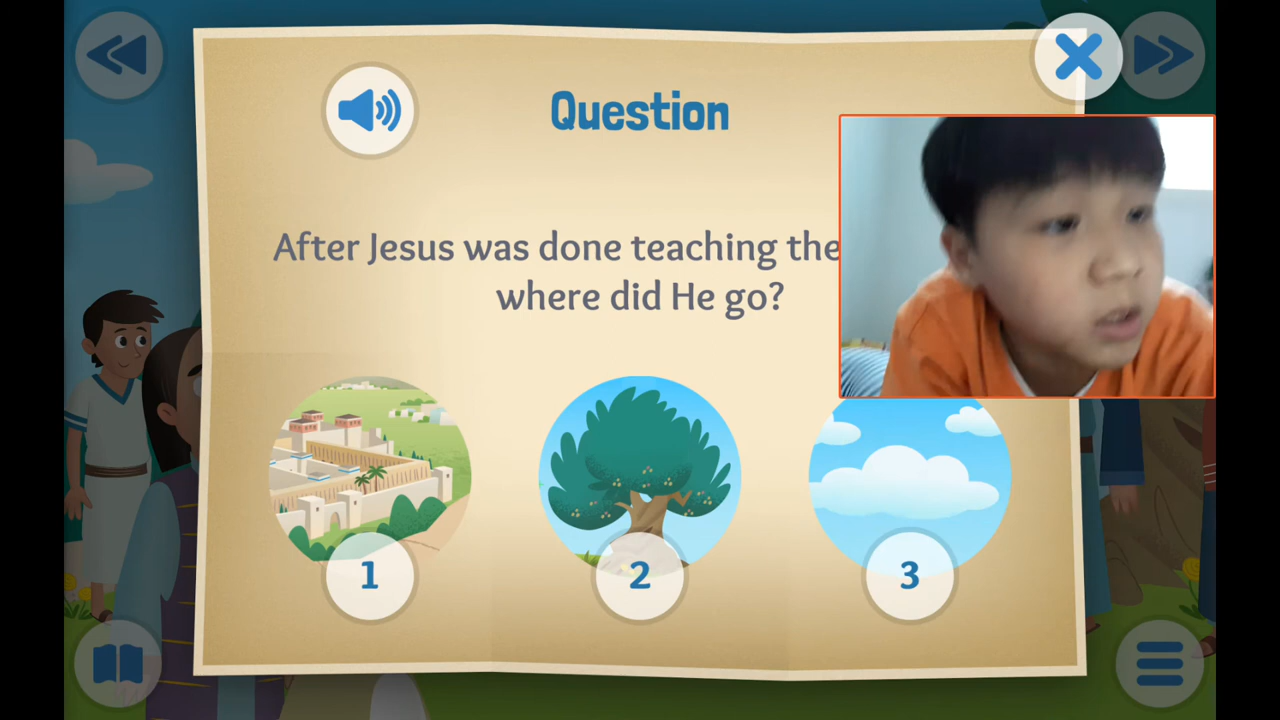 Question
After Jesus was done teaching the
where did He go?
1
2
3